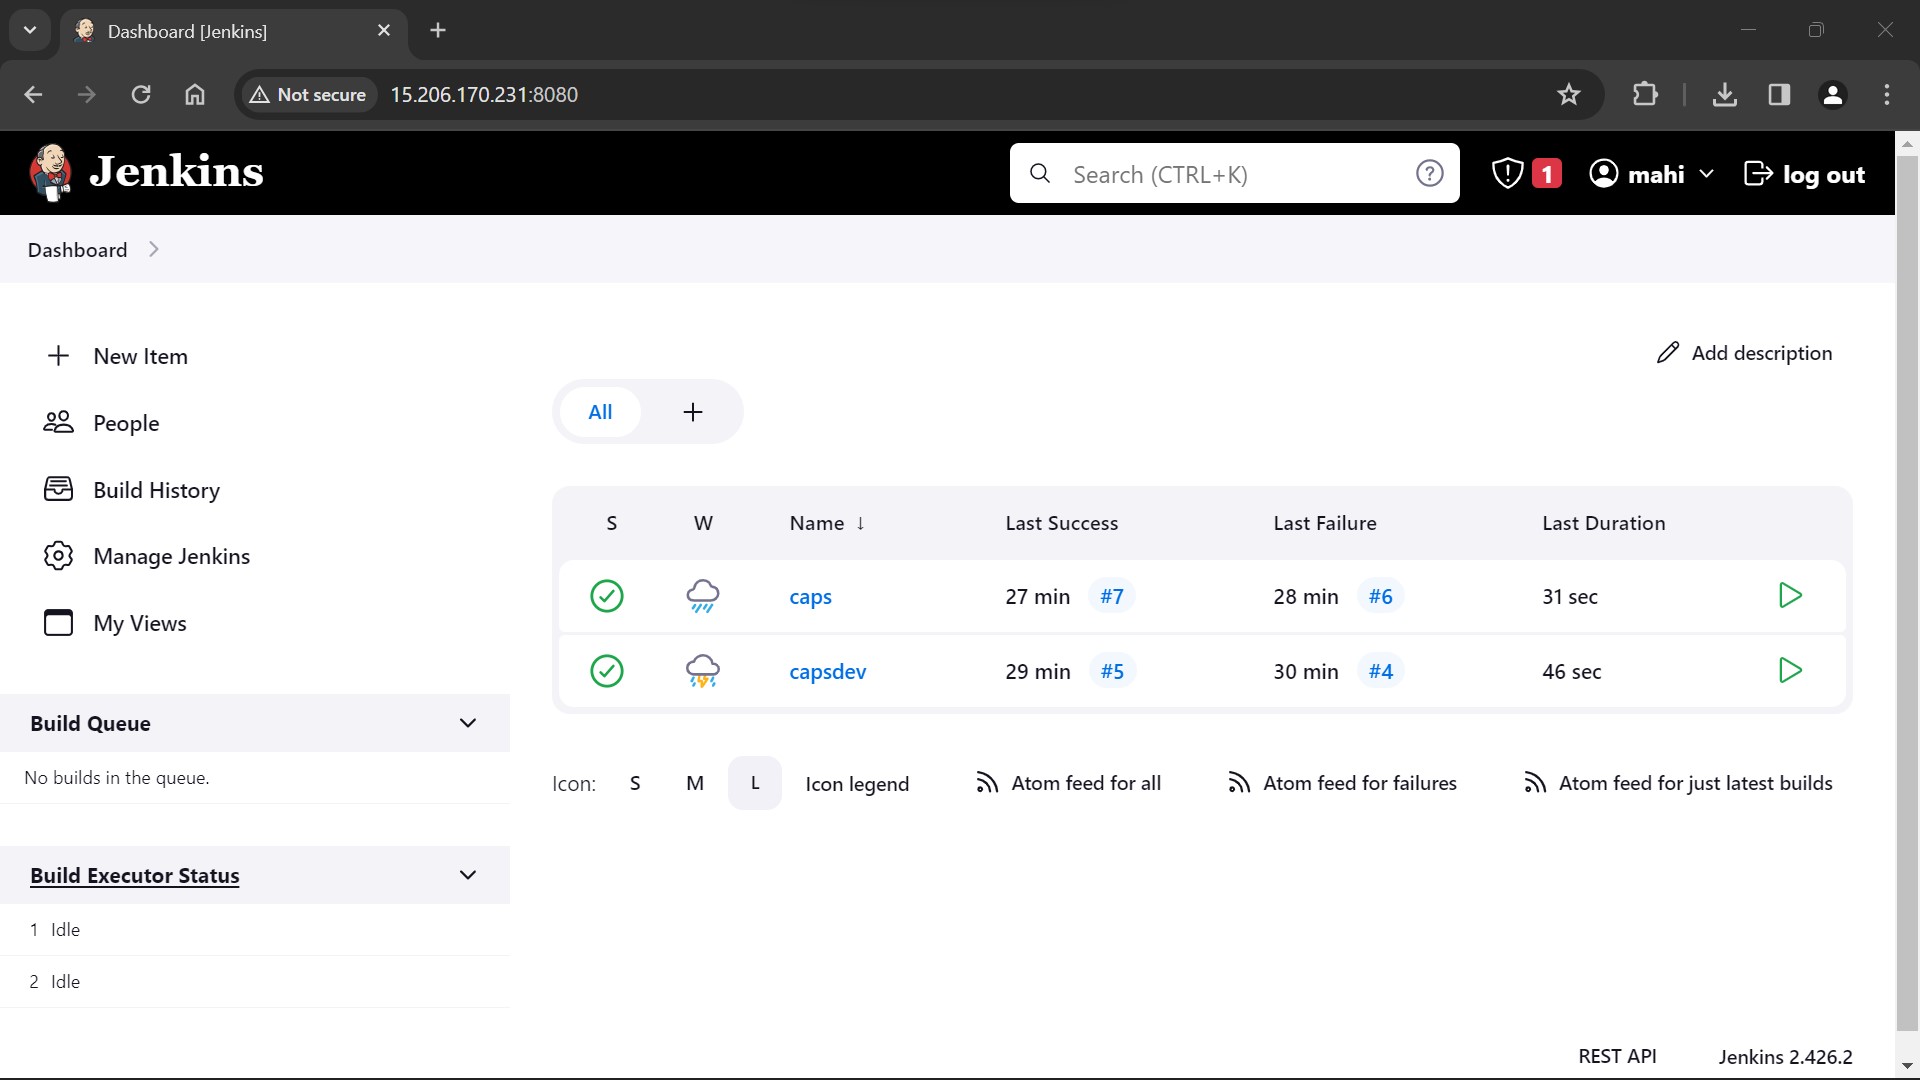 Dashboard [Jenkins]
Not secure 15.206.170.231:8080
Jenkins
Search (CTRL+K)
1
mahi
log out
Dashboard
New Item
People
Build History
Manage Jenkins
My Views
Build Queue
No builds in the queue.
Build Executor Status
1 Idle
2 Idle
Add description
All +
S W Name ↓ Last Success Last Failure Last Duration
caps 27 min #7 28 min #6 31 sec
capsdev 29 min #5 30 min #4 46 sec
Icon: S M L Icon legend Atom feed for all Atom feed for failures Atom feed for just latest builds
REST API Jenkins 2.426.2